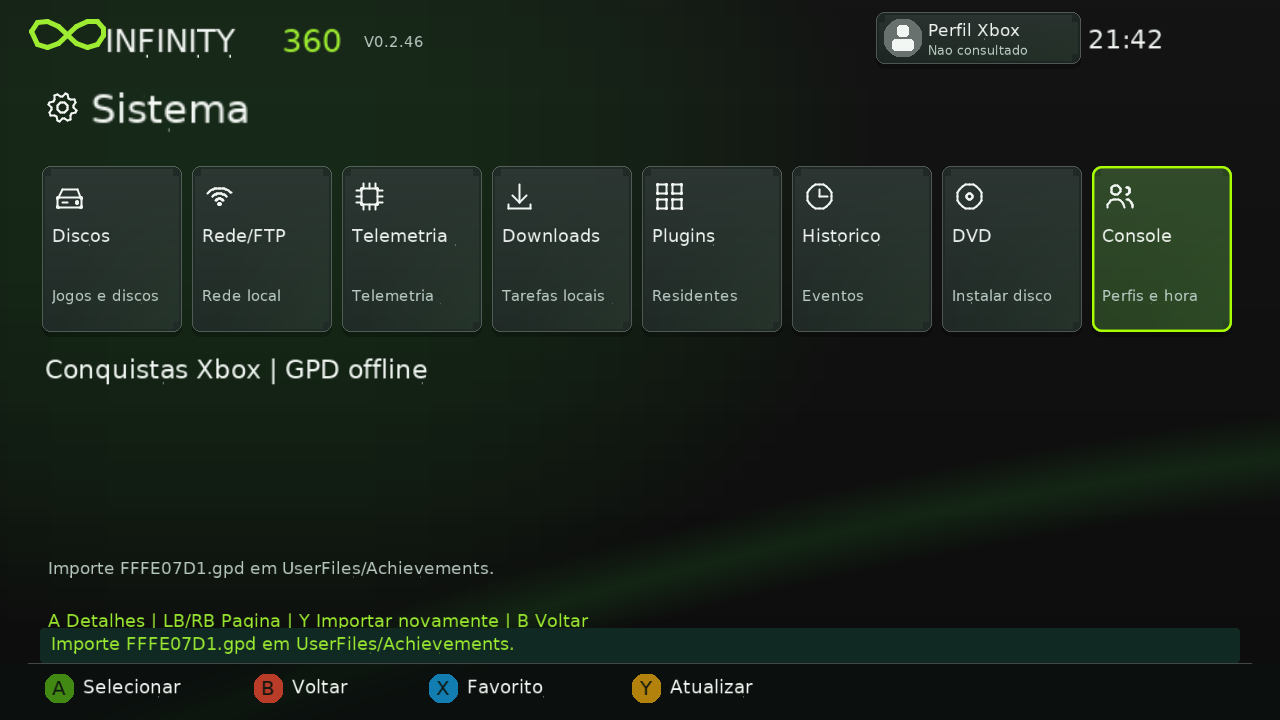 INFINITY 360 V0.2.46
Perfil Xbox
Nao consultado
21:42
Sistema
Discos
Jogos e discos
Rede/FTP
Rede local
Telemetria
Telemetria
Downloads
Tarefas locais
Plugins
Residentes
Historico
Eventos
DVD
Instalar disco
Console
Perfis e hora
Conquistas Xbox | GPD offline
Importe FFFE07D1.gpd em UserFiles/Achievements.
A Detalhes | LB/RB Pagina | Y Importar novamente | B Voltar
Importe FFFE07D1.gpd em UserFiles/Achievements.
A Selecionar B Voltar X Favorito Y Atualizar